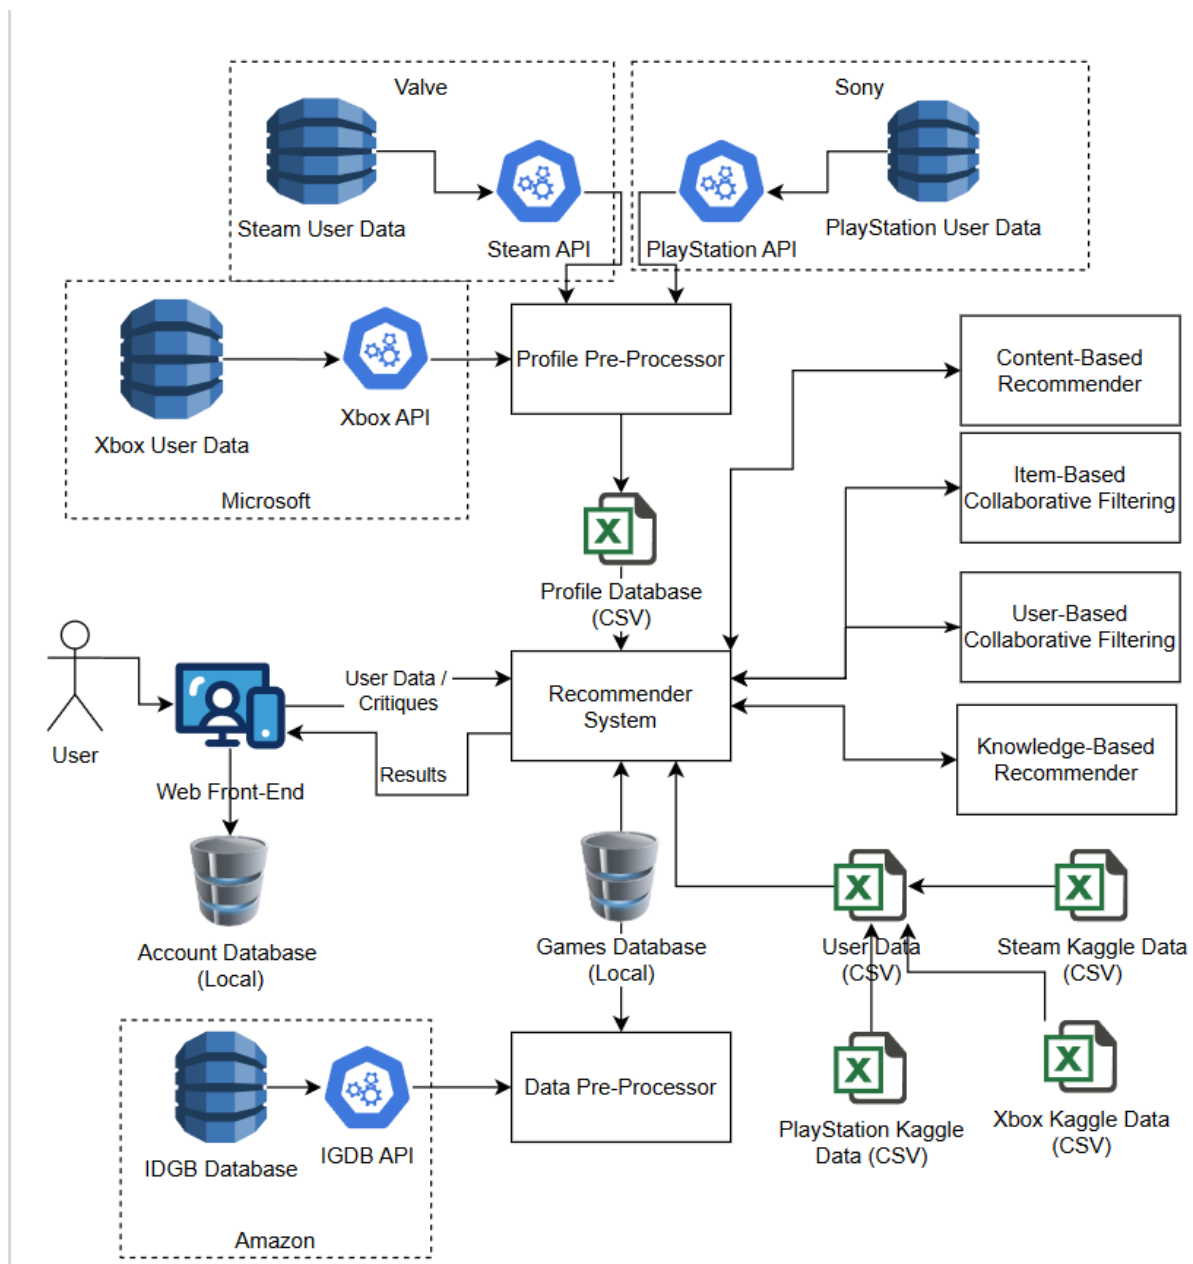 Valve
Sony
Steam User Data
Steam API
PlayStation API
PlayStation User Data
Profile Pre-Processor
Xbox User Data
Xbox API
Microsoft
Content-Based
Recommender
Item-Based
Collaborative Filtering
Profile Database
(CSV)
User-Based
Collaborative Filtering
User
Web Front-End
User Data /
Critiques
Results
Recommender
System
Knowledge-Based
Recommender
Account Database
(Local)
Games Database
(Local)
User Data
(CSV)
Steam Kaggle Data
(CSV)
IDGB Database
IGDB API
Amazon
Data Pre-Processor
PlayStation Kaggle
Data (CSV)
Xbox Kaggle Data
(CSV)